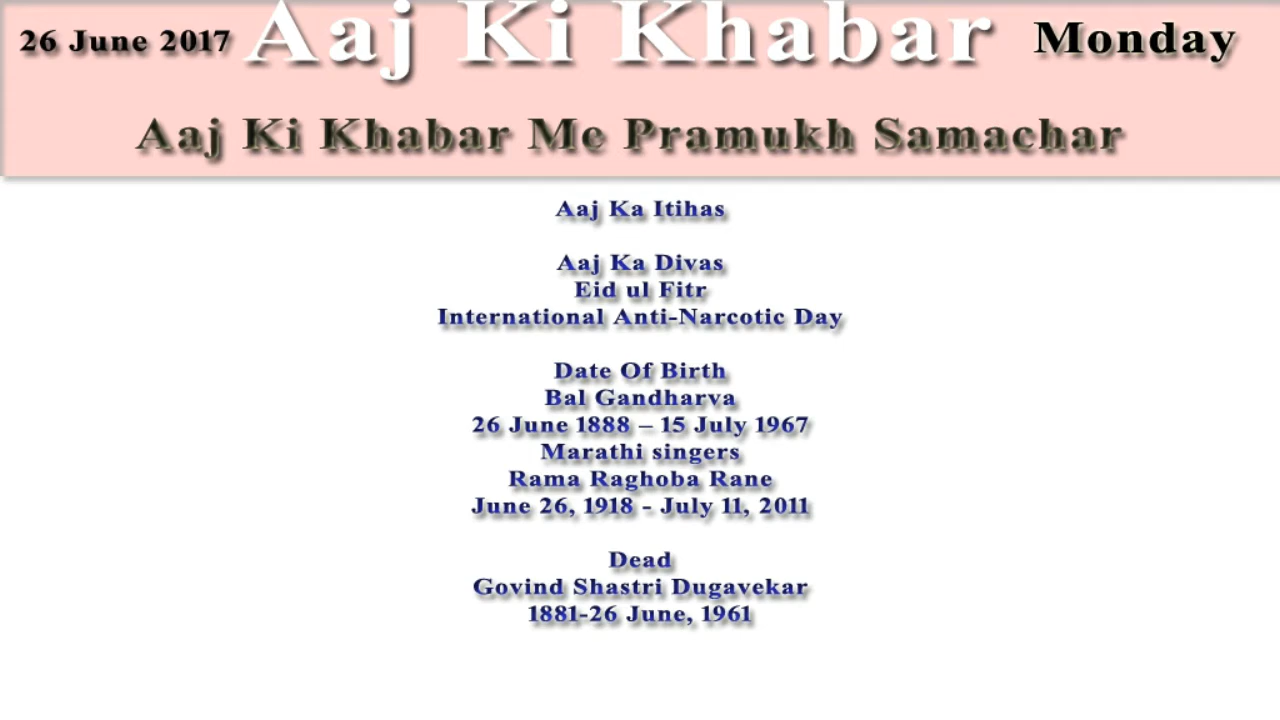 26 June 2017 Aaj Ki Khabar Monday
Aaj Ki Khabar Me Pramukh Samachar
Aaj Ka Itihas
Aaj Ka Divas
Eid ul Fitr
International Anti-Narcotic Day
Date Of Birth
Bal Gandharva
26 June 1888 – 15 July 1967
Marathi singers
Rama Raghoba Rane
June 26, 1918 - July 11, 2011
Dead
Govind Shastri Dugavekar
1881-26 June, 1961